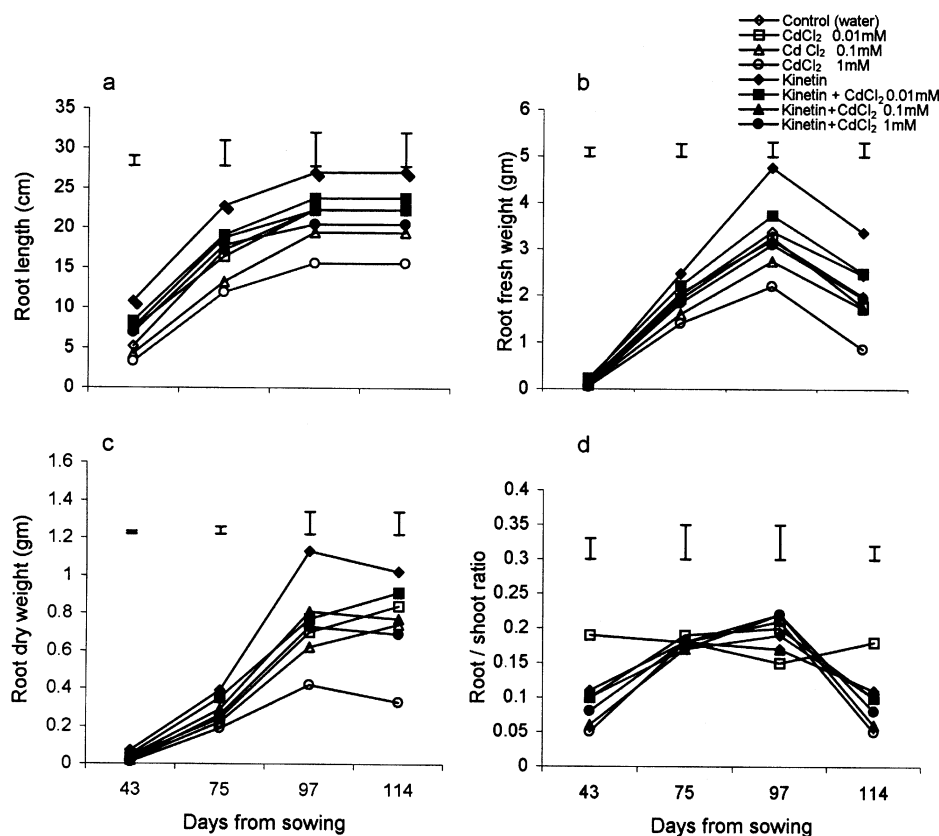 Control (water)
CdCl2 0.01mM
Cd Cl2 0.1mM
CdCl2 1mM
Kinetin
Kinetin + CdCl2 0.01mM
Kinetin+CdCl2 0.1mM
Kinetin+CdCl2 1mM
a
35
30
25
20
15
10
5
0
Root length (cm)
b
6
5
4
3
2
1
0
Root fresh weight (gm)
c
1.6
1.4
1.2
1
0.8
0.6
0.4
0.2
0
Root dry weight (gm)
43 75 97 114
Days from sowing
d
0.4
0.35
0.3
0.25
0.2
0.15
0.1
0.05
0
Root / shoot ratio
43 75 97 114
Days from sowing